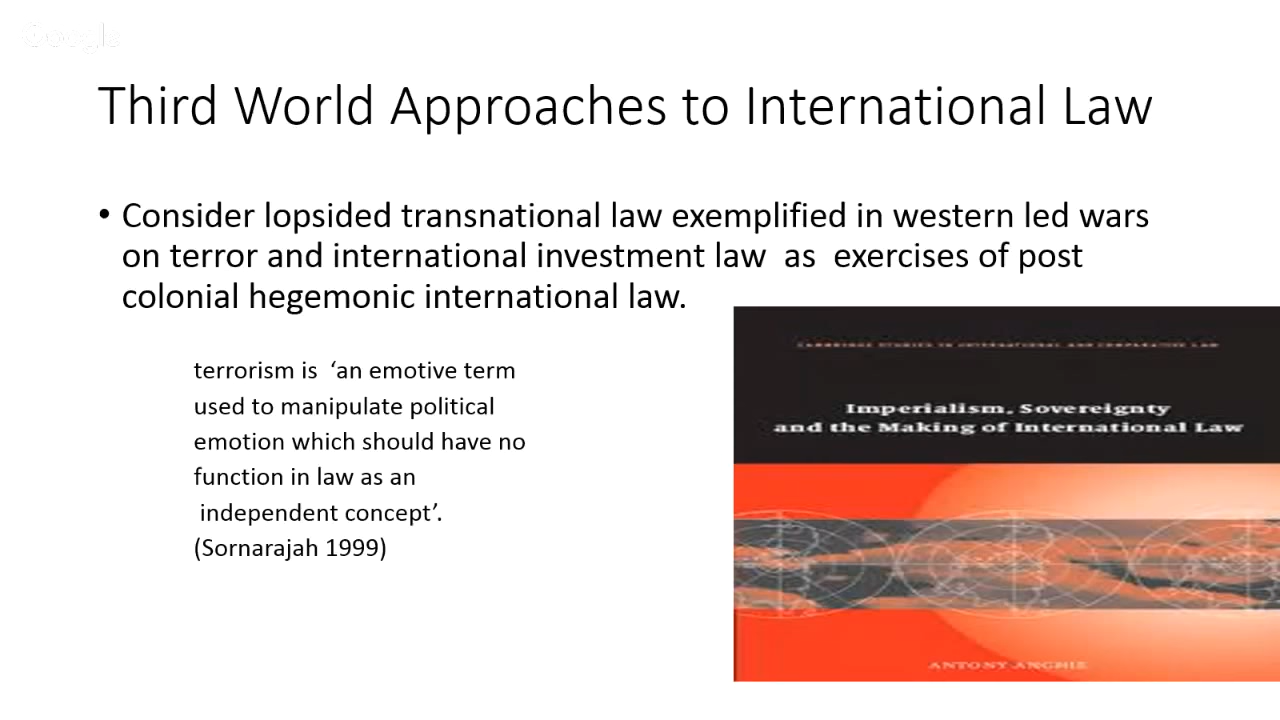 Google
Third World Approaches to International Law
• Consider lopsided transnational law exemplified in western led wars
on terror and international investment law  as  exercises of post
colonial hegemonic international law.
terrorism is  ‘an emotive term
used to manipulate political
emotion which should have no
function in law as an
independent concept’.
(Sornarajah 1999)
CAMBRIDGE STUDIES IN INTERNATIONAL AND COMPARATIVE LAW
Imperialism, Sovereignty
and the Making of International Law
ANTONY ANGHIE